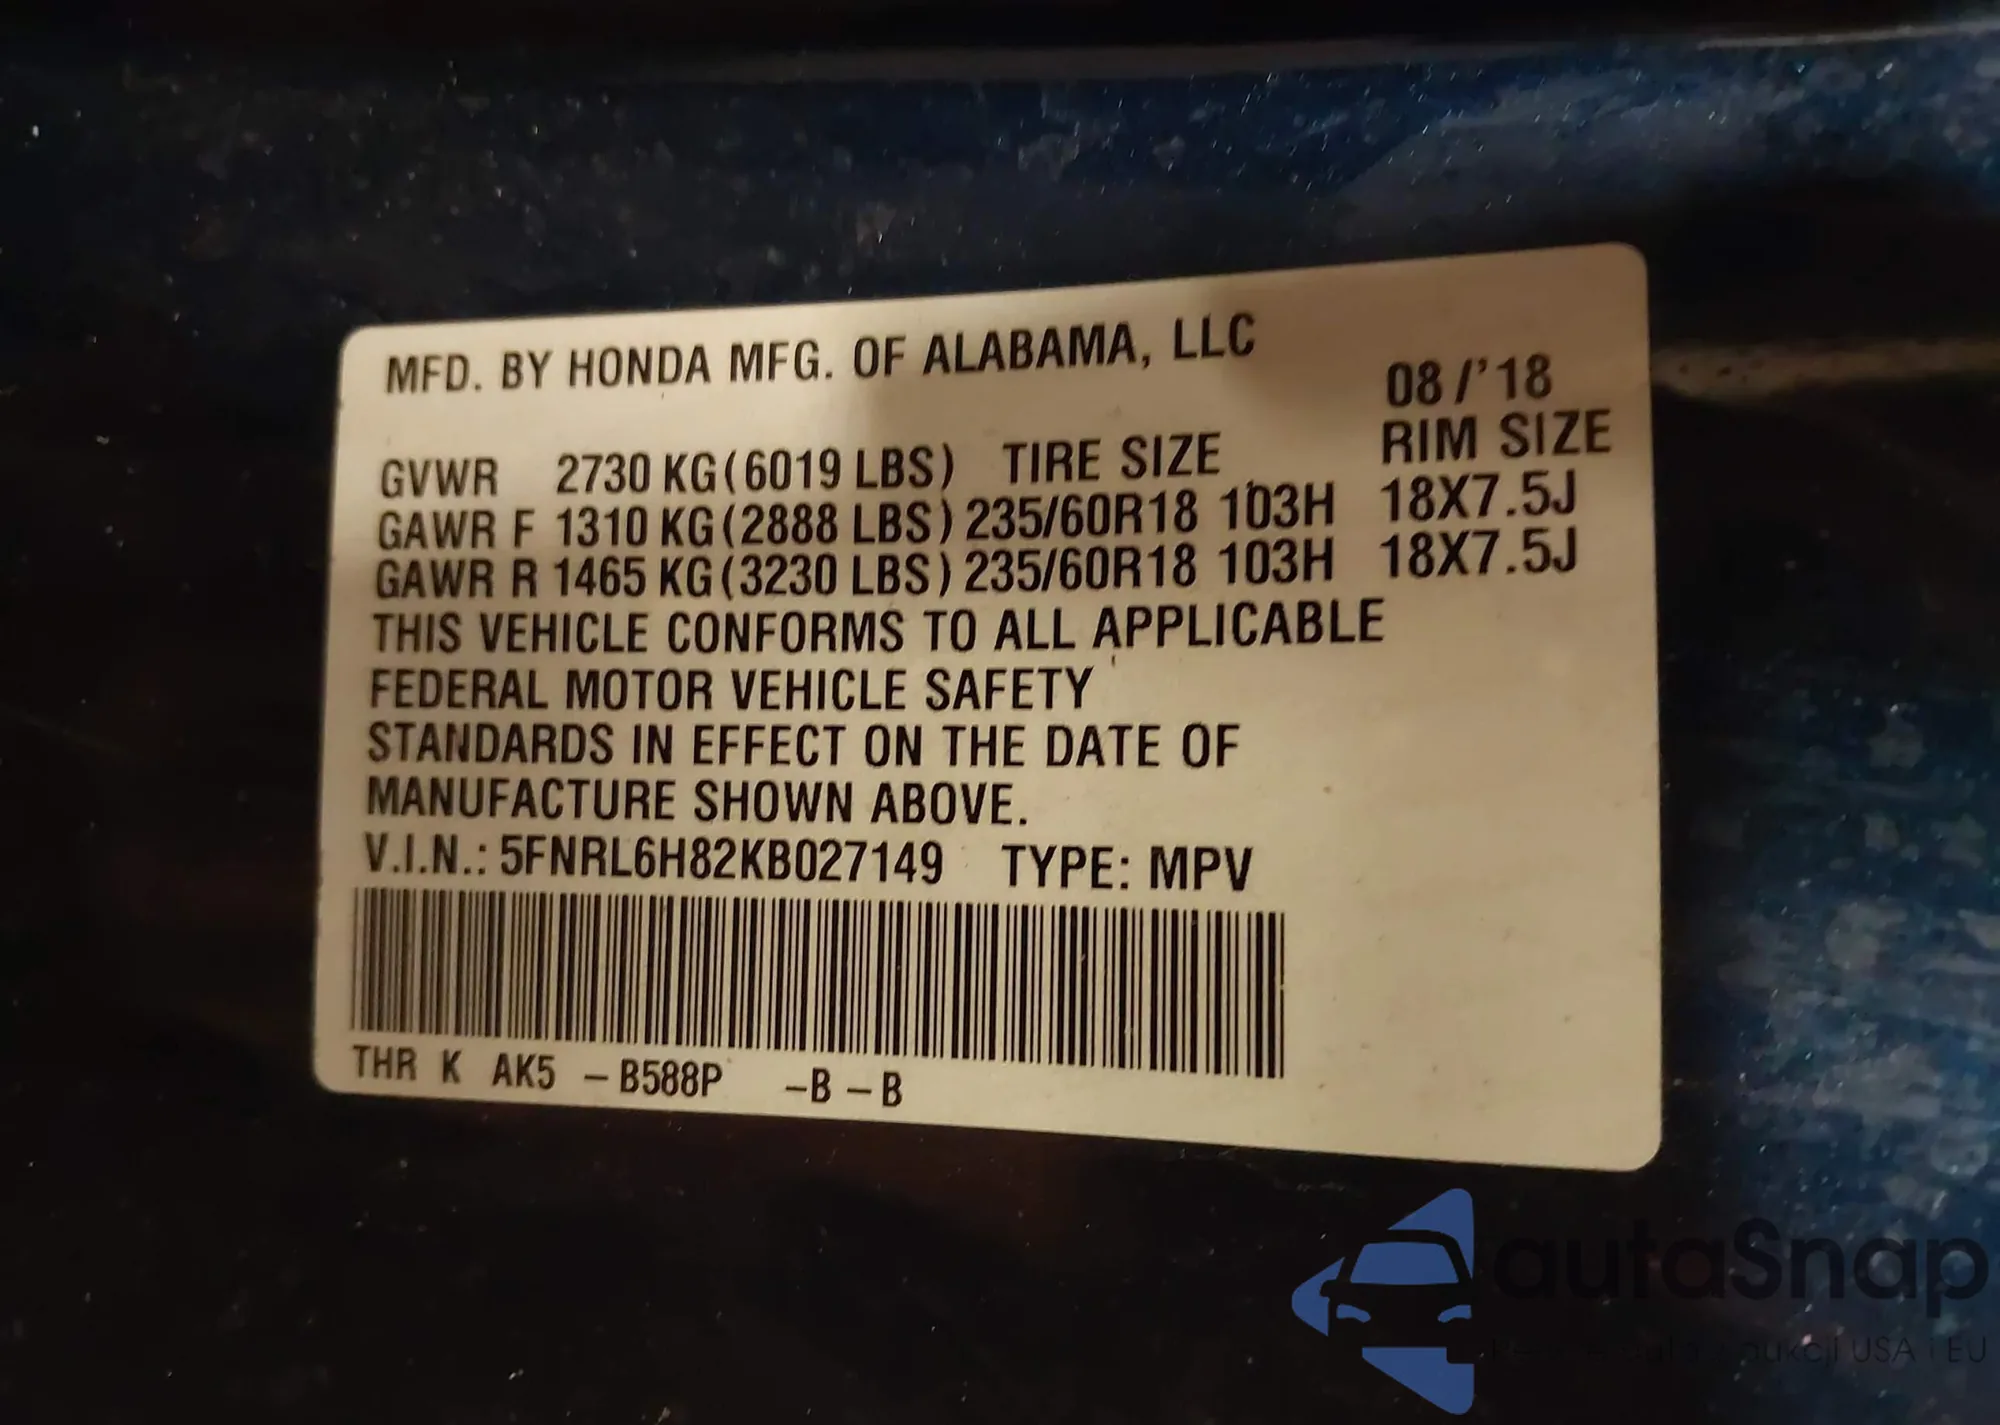 MFD. BY HONDA MFG. OF ALABAMA, LLC
08/'18
GVWR 2730 KG(6019 LBS) TIRE SIZE RIM SIZE
GAWR F 1310 KG(2888 LBS) 235/60R18 103H 18X7.5J
GAWR R 1465 KG(3230 LBS) 235/60R18 103H 18X7.5J
THIS VEHICLE CONFORMS TO ALL APPLICABLE
FEDERAL MOTOR VEHICLE SAFETY
STANDARDS IN EFFECT ON THE DATE OF
MANUFACTURE SHOWN ABOVE.
V.I.N.: 5FNRL6H82KB027149 TYPE: MPV
THR K AK5 –B588P –B –B
autaSnap
aukcji USA i EU